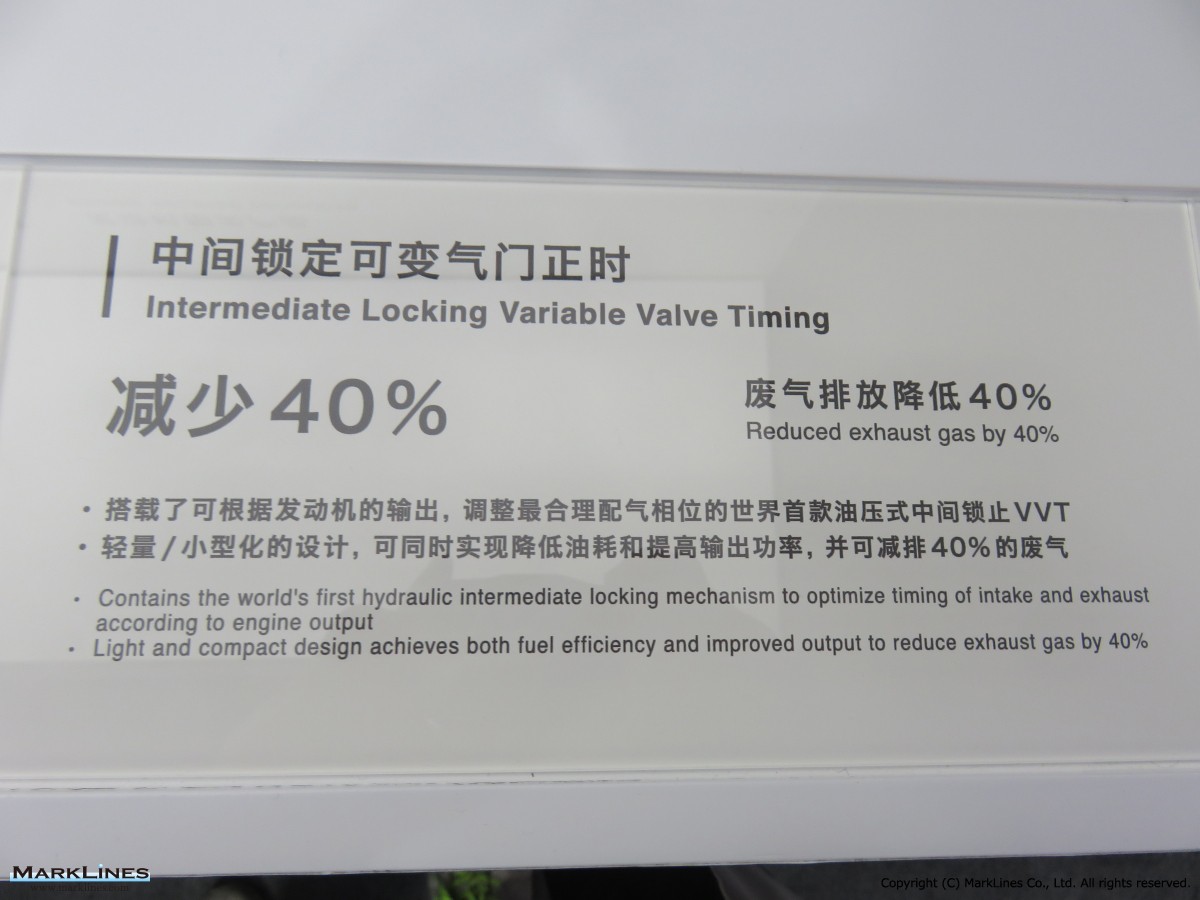 中间锁定可变气门正时
Intermediate Locking Variable Valve Timing
减少40%
废气排放降低40%
Reduced exhaust gas by 40%
• 搭载了可根据发动机的输出, 调整最合理配气相位的世界首款油压式中间锁止VVT
• 轻量/小型化的设计, 可同时实现降低油耗和提高输出功率, 并可减排40%的废气
• Contains the world's first hydraulic intermediate locking mechanism to optimize timing of intake and exhaust
according to engine output
• Light and compact design achieves both fuel efficiency and improved output to reduce exhaust gas by 40%
MARKLINES
www.marklines.com
Copyright (C) MarkLines Co., Ltd. All rights reserved.